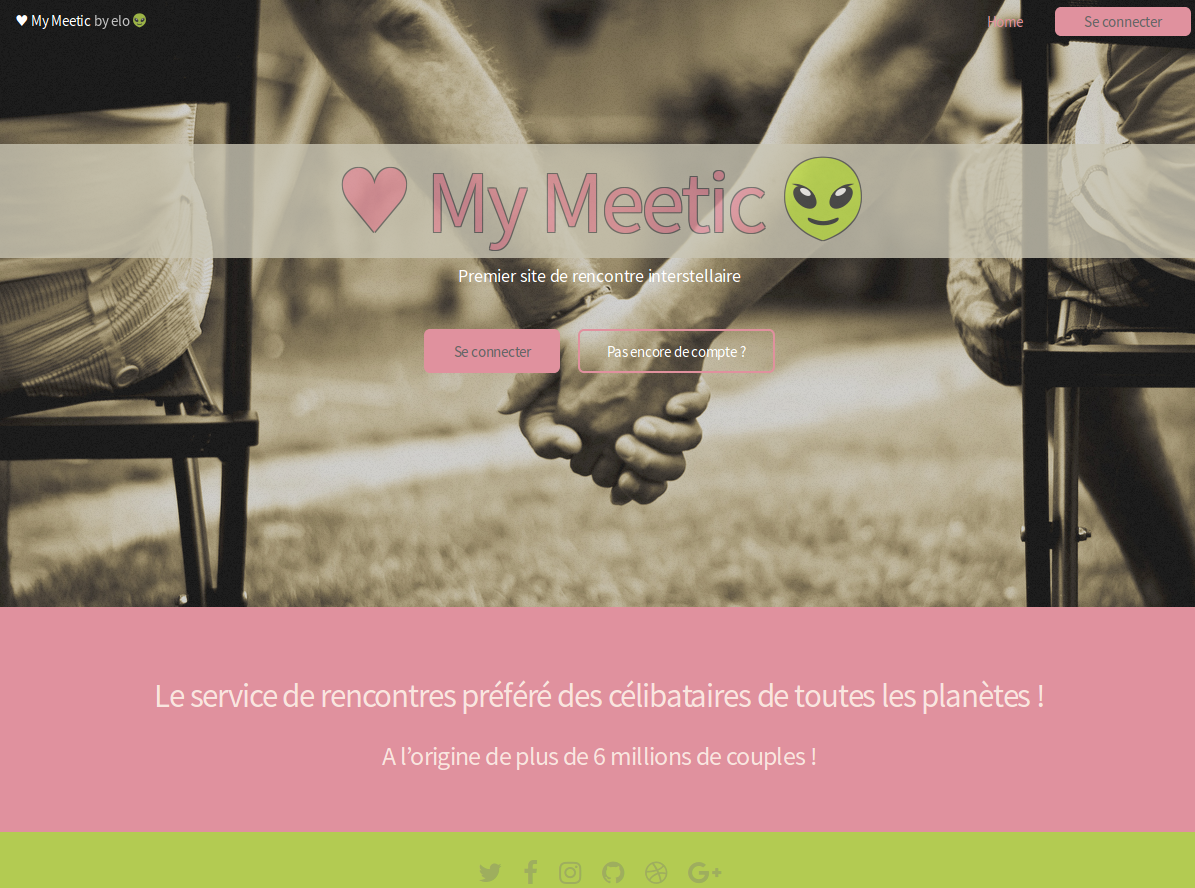 ♥ My Meetic by elo 👽
Home
Se connecter
♥ My Meetic 👽
Premier site de rencontre interstellaire
Se connecter
Pas encore de compte ?
Le service de rencontres préféré des célibataires de toutes les planètes !
A l’origine de plus de 6 millions de couples !